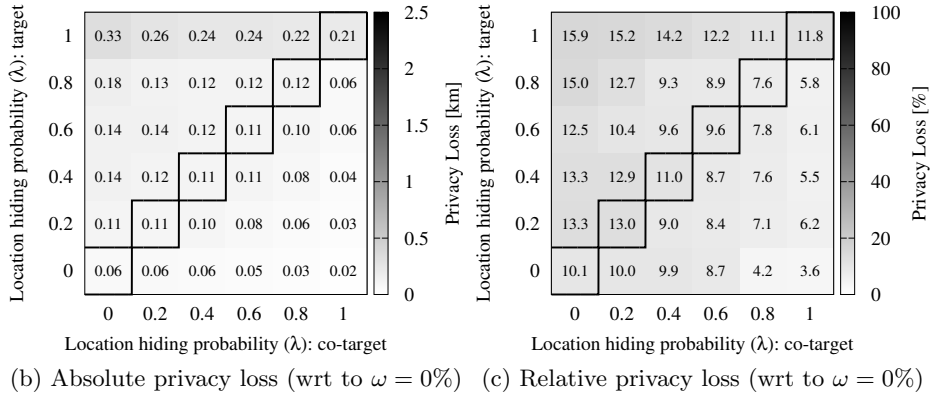 Location hiding probability (λ): target
1 0.33 0.26 0.24 0.24 0.22 0.21
0.8 0.18 0.13 0.12 0.12 0.12 0.06
0.6 0.14 0.14 0.12 0.11 0.10 0.06
0.4 0.14 0.12 0.11 0.11 0.08 0.04
0.2 0.11 0.11 0.10 0.08 0.06 0.03
0 0.06 0.06 0.06 0.05 0.03 0.02
0 0.2 0.4 0.6 0.8 1
Location hiding probability (λ): co-target
2.5
2
1.5
1
0.5
0
Privacy Loss [km]
(b) Absolute privacy loss (wrt to ω = 0%)
Location hiding probability (λ): target
1 15.9 15.2 14.2 12.2 11.1 11.8
0.8 15.0 12.7 9.3 8.9 7.6 5.8
0.6 12.5 10.4 9.6 9.6 7.8 6.1
0.4 13.3 12.9 11.0 8.7 7.6 5.5
0.2 13.3 13.0 9.0 8.4 7.1 6.2
0 10.1 10.0 9.9 8.7 4.2 3.6
0 0.2 0.4 0.6 0.8 1
Location hiding probability (λ): co-target
100
80
60
40
20
0
Privacy Loss [%]
(c) Relative privacy loss (wrt to ω = 0%)